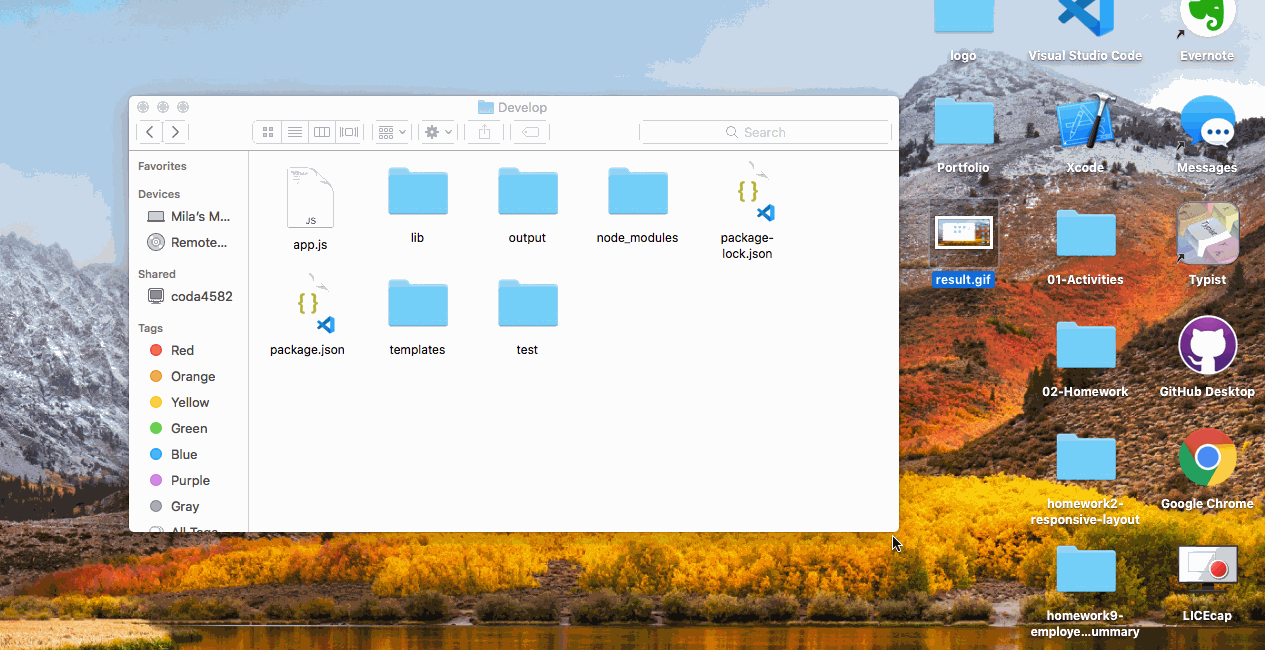 Develop
Search
Favorites
Devices
Mila's M...
Remote...
Shared
coda4582
Tags
Red
Orange
Yellow
Green
Blue
Purple
Gray
All Tags
JS
app.js
lib
output
node_modules
package-
lock.json
package.json
templates
test
logo
Visual Studio Code
Evernote
Portfolio
Xcode
Messages
result.gif
01-Activities
Typist
02-Homework
GitHub Desktop
homework2-
responsive-layout
Google Chrome
homework9-
employe...ummary
LICEcap